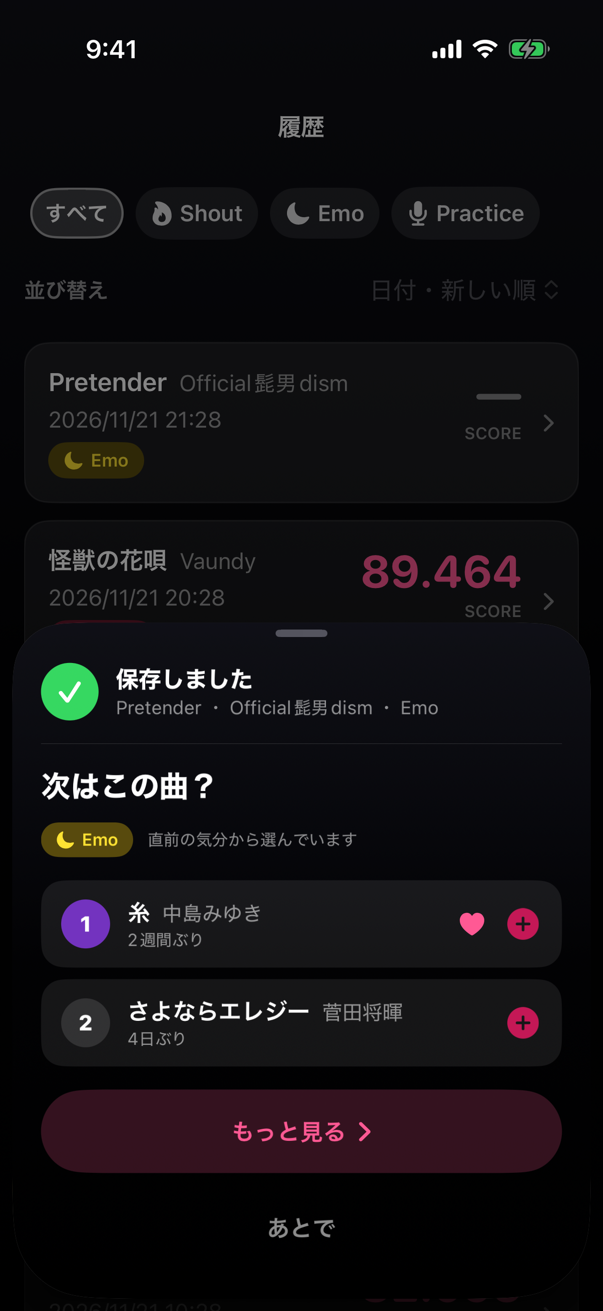 9:41
履歴
すべて Shout Emo Practice
並び替え 日付・新しい順
Pretender Official髭男dism
2026/11/21 21:28
SCORE
Emo
怪獣の花唄 Vaundy
89.464
2026/11/21 20:28
SCORE
保存しました
Pretender ・ Official髭男dism ・ Emo
次はこの曲？
Emo 直前の気分から選んでいます
1 糸 中島みゆき
2週間ぶり
2 さよならエレジー 菅田将暉
4日ぶり
もっと見る
あとで